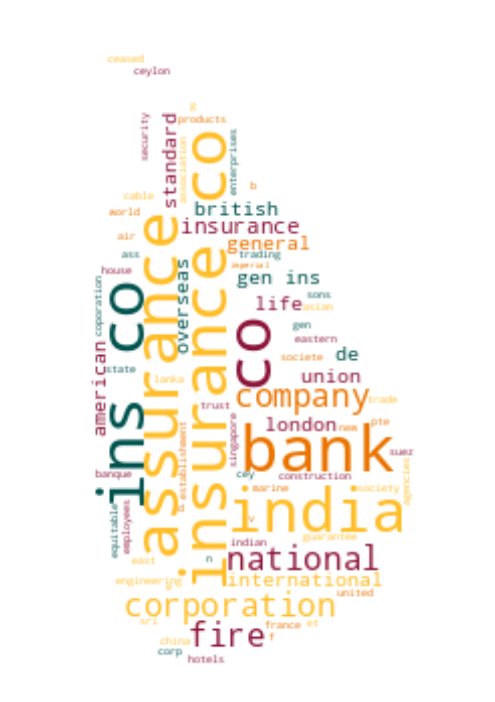 ceased
ceylon
g
products
security
standard
association
insurance co
enterprises
b
cable
world
british
assurance
insurance
air
general
ass
trading
imperial
house
overseas
gen ins
coporation
ins co
life
sons
asian
co
gen
eastern
american
societe
de
state
lanka
union
company
trade
trust
singapore
london
new
pte
bank
suez
establishment
banque
cey
construction
agencies
employees
equitable
marine
society
india
v
guarantee
indian
n
national
east
engineering
international
united
corporation
sri
fire
france
et
f
china
corp
hotels